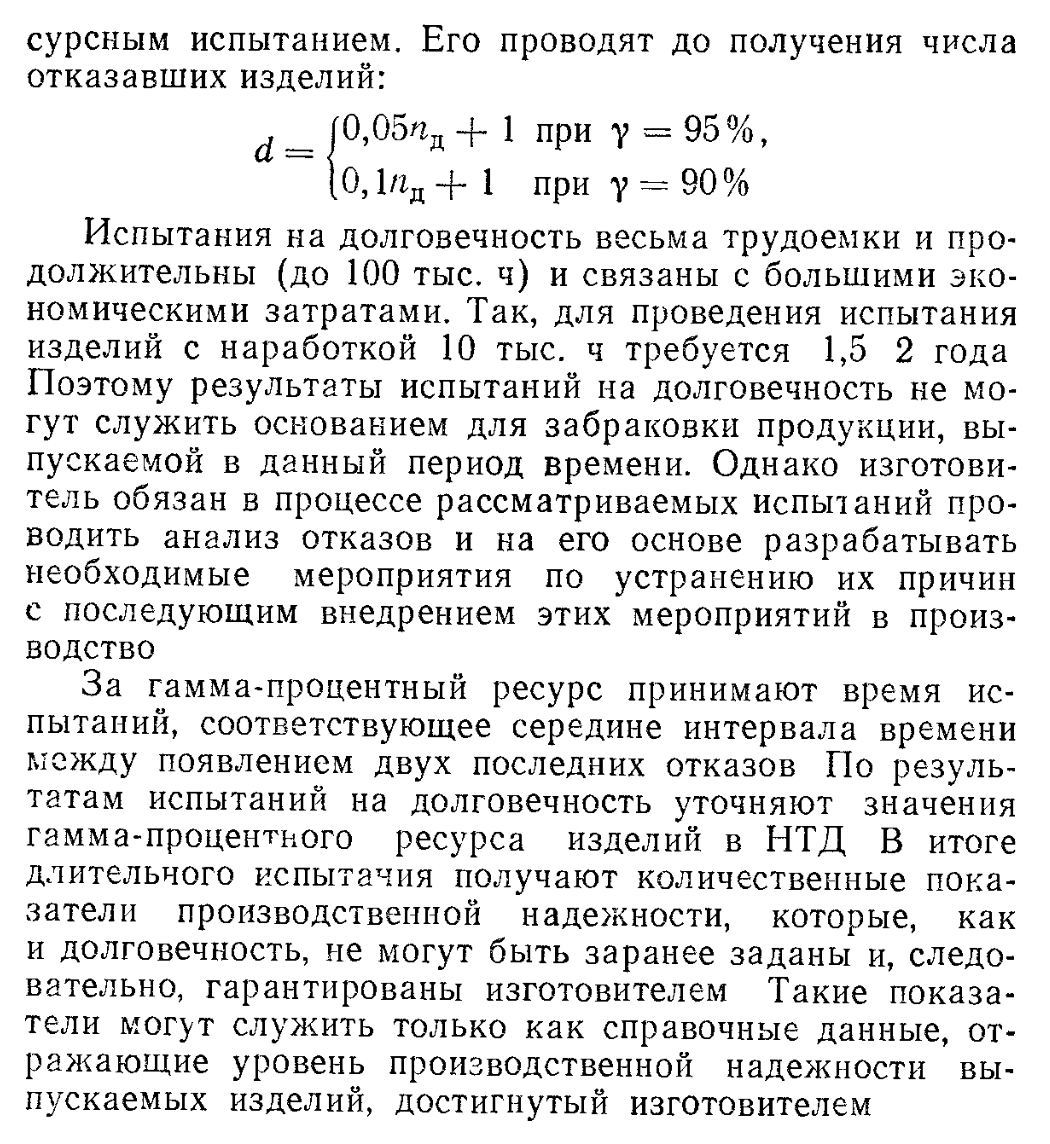 сурсным испытанием. Его проводят до получения числа
отказавших изделий:
d = {0,05nд + 1 при γ = 95%,
0,1nд + 1 при γ = 90%
Испытания на долговечность весьма трудоемки и про-
должительны (до 100 тыс. ч) и связаны с большими эко-
номическими затратами. Так, для проведения испытания
изделий с наработкой 10 тыс. ч требуется 1,5 2 года
Поэтому результаты испытаний на долговечность не мо-
гут служить основанием для забраковки продукции, вы-
пускаемой в данный период времени. Однако изготови-
тель обязан в процессе рассматриваемых испытаний про-
водить анализ отказов и на его основе разрабатывать
необходимые мероприятия по устранению их причин
с последующим внедрением этих мероприятий в произ-
водство
За гамма-процентный ресурс принимают время ис-
пытаний, соответствующее середине интервала времени
между появлением двух последних отказов По резуль-
татам испытаний на долговечность уточняют значения
гамма-процентного ресурса изделий в НТД В итоге
длительного испытания получают количественные пока-
затели производственной надежности, которые, как
и долговечность, не могут быть заранее заданы и, следо-
вательно, гарантированы изготовителем Такие показа-
тели могут служить только как справочные данные, от-
ражающие уровень производственной надежности вы-
пускаемых изделий, достигнутый изготовителем